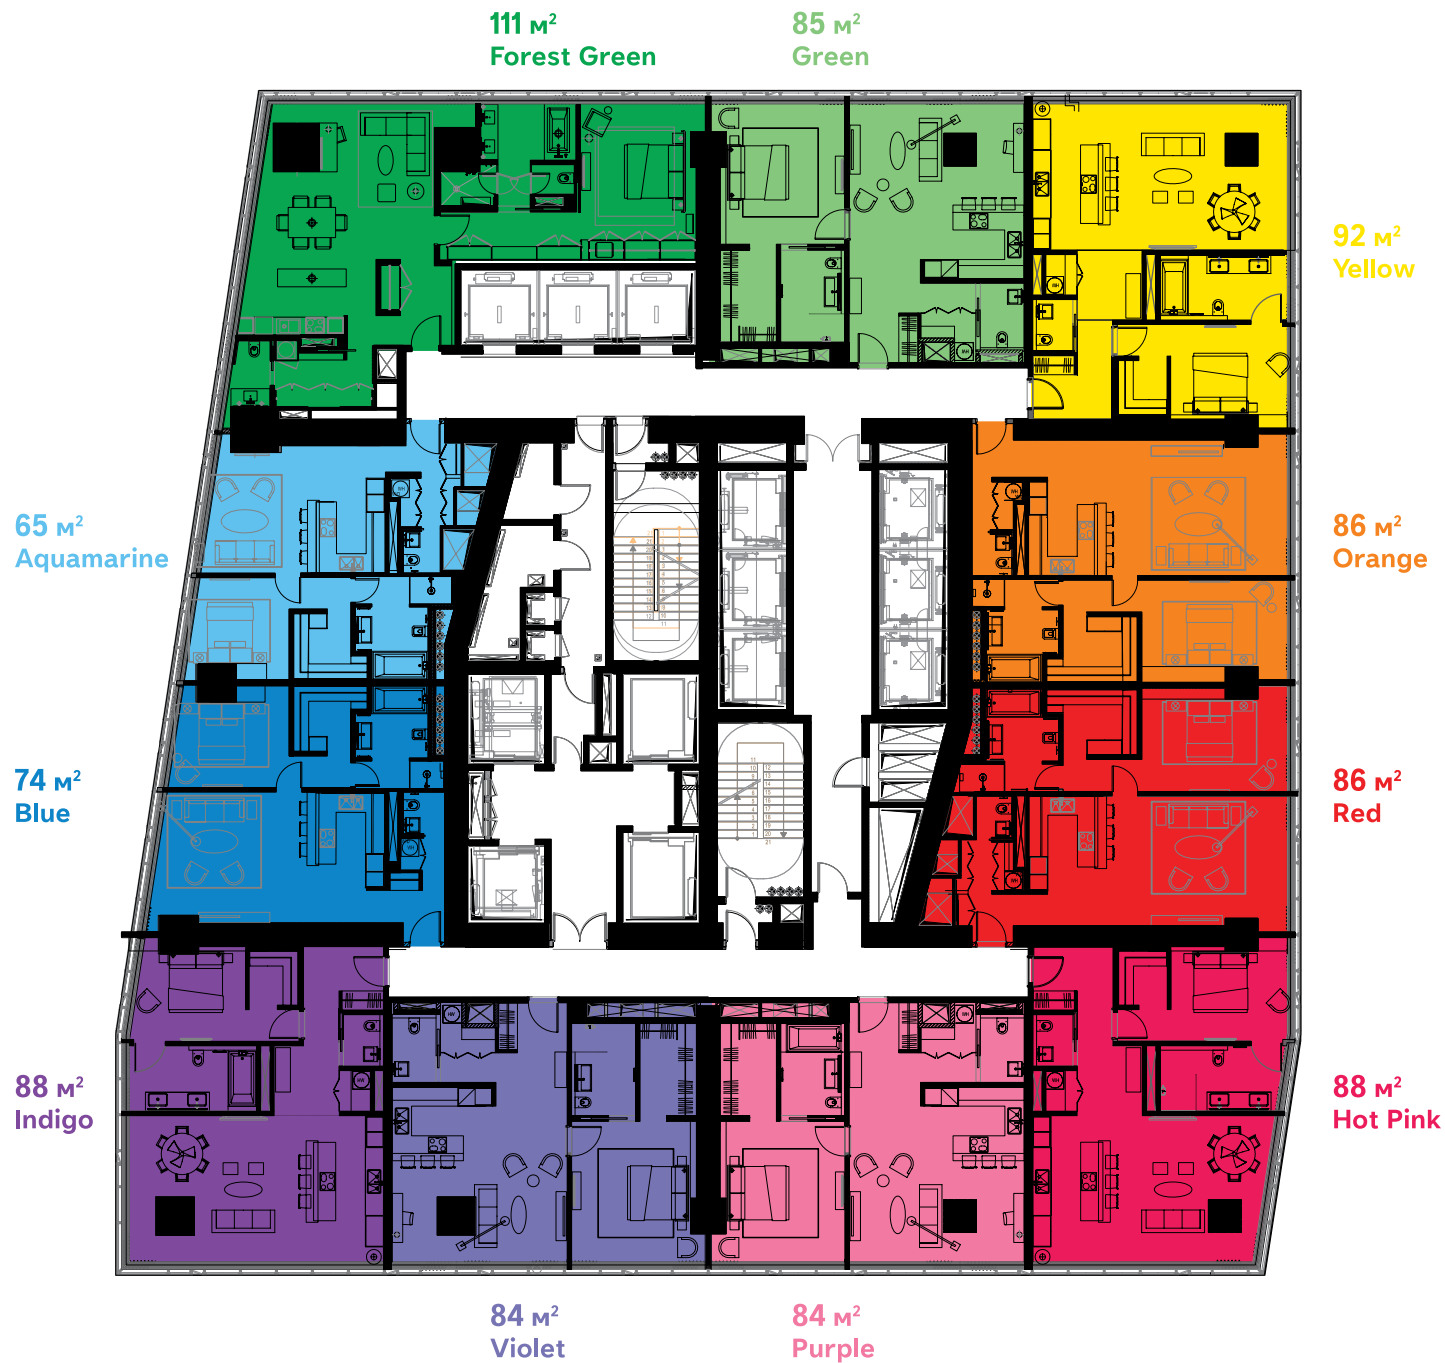 111 м²
Forest Green
85 м²
Green
92 м²
Yellow
65 м²
Aquamarine
86 м²
Orange
74 м²
Blue
86 м²
Red
88 м²
Indigo
88 м²
Hot Pink
84 м²
Violet
84 м²
Purple